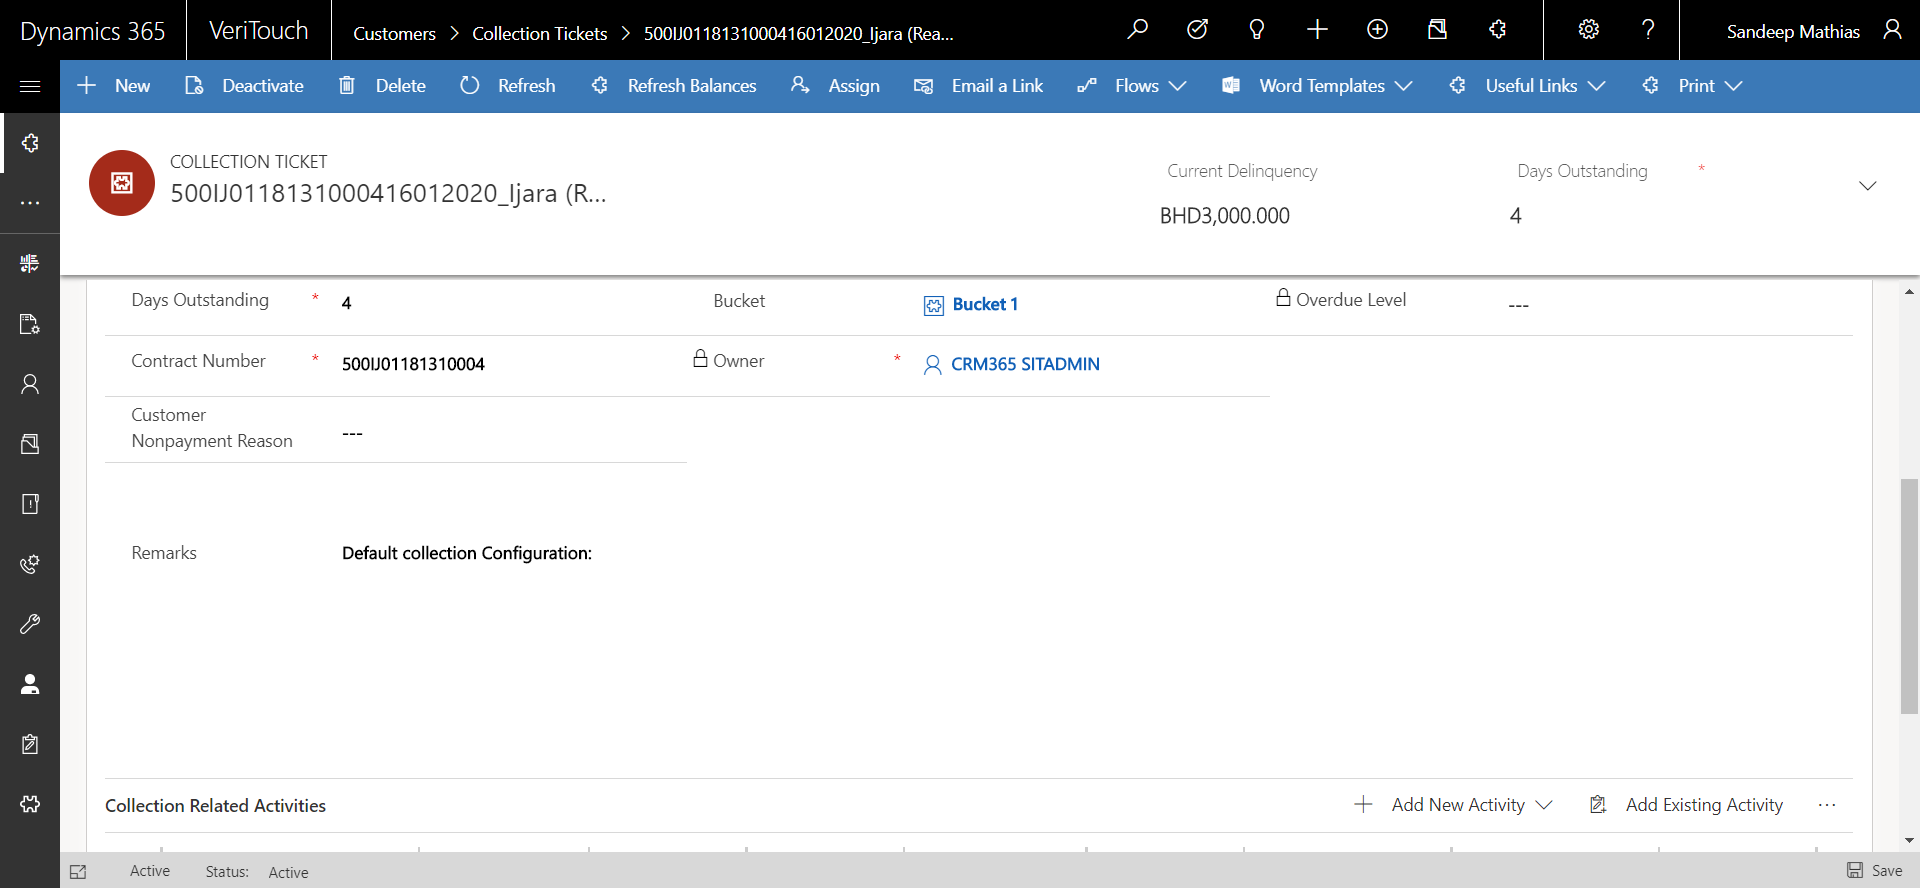 Dynamics 365 VeriTouch Customers > Collection Tickets > 500IJ0118131000416012020_Ijara (Rea... Sandeep Mathias
New Deactivate Delete Refresh Refresh Balances Assign Email a Link Flows Word Templates Useful Links Print
COLLECTION TICKET
500IJ0118131000416012020_Ijara (R...
Current Delinquency
BHD3,000.000
Days Outstanding *
4
Days Outstanding * 4 Bucket Bucket 1 Overdue Level ---
Contract Number * 500IJ01181310004 Owner * CRM365 SITADMIN
Customer
Nonpayment Reason ---
Remarks Default collection Configuration:
Collection Related Activities Add New Activity Add Existing Activity ...
Active Status: Active Save